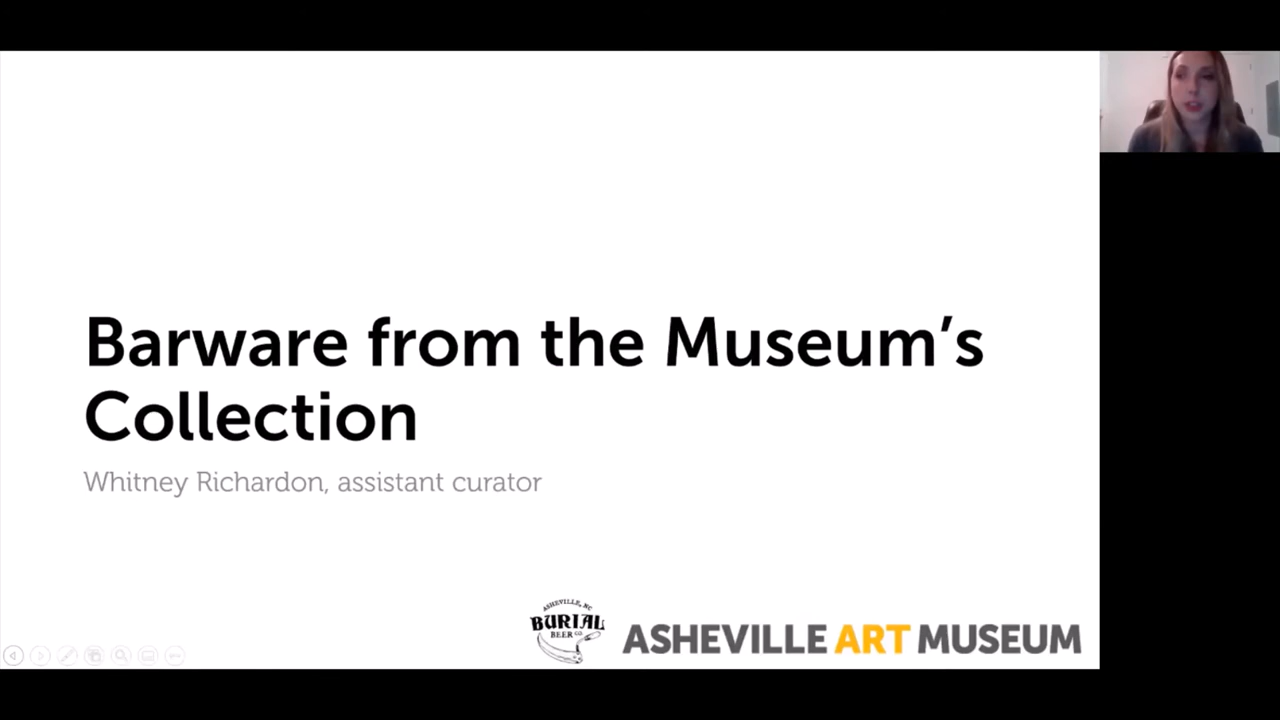 Barware from the Museum’s
Collection
Whitney Richardon, assistant curator
ASHEVILLE, NC
BURIAL
BEER CO.
ASHEVILLE ART MUSEUM